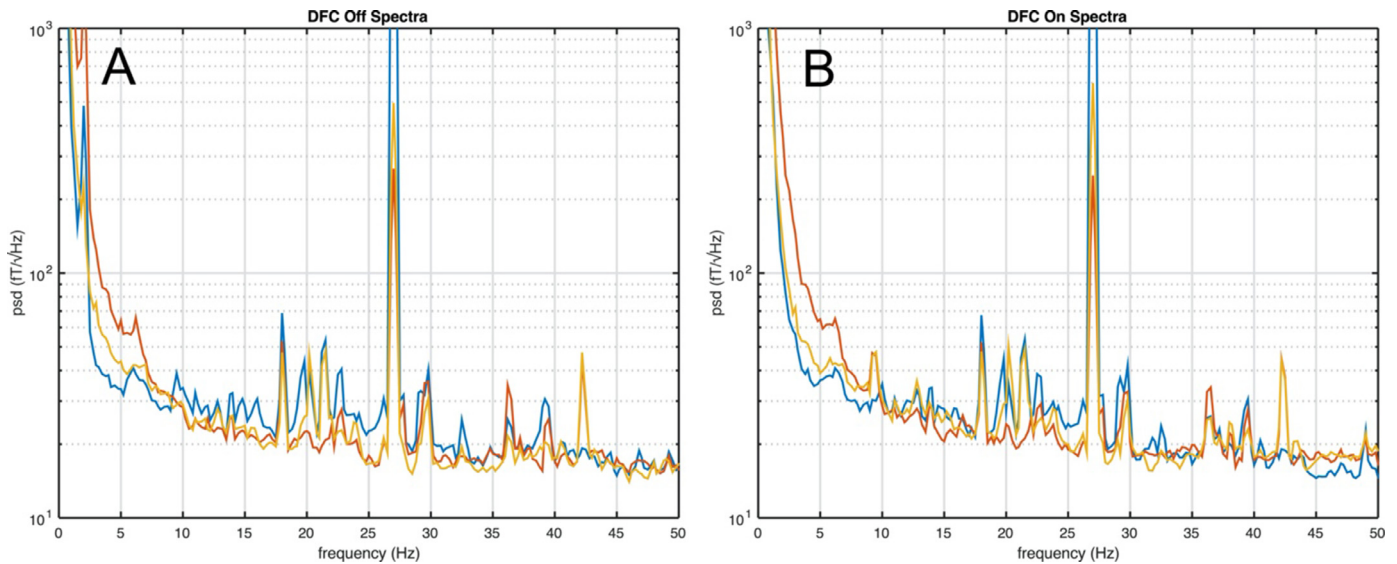 DFC Off Spectra
A
psd (fT/√Hz)
10³
10²
10¹
0 5 10 15 20 25 30 35 40 45 50
frequency (Hz)
DFC On Spectra
B
psd (fT/√Hz)
10³
10²
10¹
0 5 10 15 20 25 30 35 40 45 50
frequency (Hz)